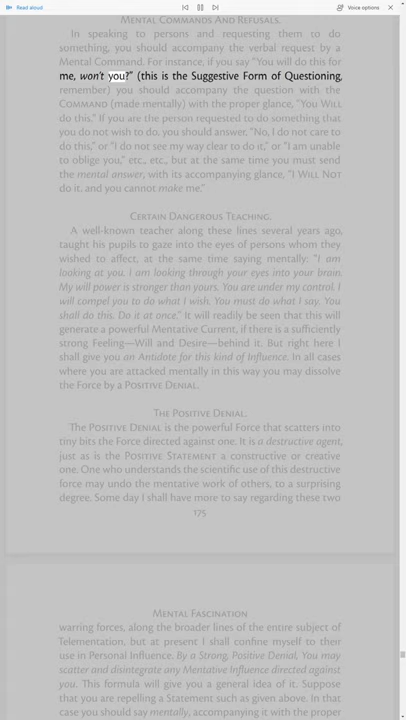 Read aloud
Voice options
MENTAL COMMANDS AND REFUSALS.
In speaking to persons and requesting them to do
something, you should accompany the verbal request by a
Mental Command. For instance, if you say "You will do this for
me, won't you?" (this is the Suggestive Form of Questioning,
remember) you should accompany the question with the
COMMAND (made mentally) with the proper glance, "You WILL
do this." If you are the person requested to do something that
you do not wish to do, you should answer, "No, I do not care to
do this," or "I do not see my way clear to do it," or "I am unable
to oblige you," etc., etc., but at the same time you must send
the mental answer, with its accompanying glance, "I WILL NOT
do it, and you cannot make me."
CERTAIN DANGEROUS TEACHING.
A well-known teacher along these lines several years ago,
taught his pupils to gaze into the eyes of persons whom they
wished to affect, at the same time saying mentally: "I am
looking at you. I am looking through your eyes into your brain.
My will power is stronger than yours. You are under my control. I
will compel you to do what I wish. You must do what I say. You
shall do this. Do it at once." It will readily be seen that this will
generate a powerful Mentative Current, if there is a sufficiently
strong Feeling—Will and Desire—behind it. But right here I
shall give you an Antidote for this kind of Influence. In all cases
where you are attacked mentally in this way you may dissolve
the Force by a POSITIVE DENIAL.
THE POSITIVE DENIAL.
The POSITIVE DENIAL is the powerful Force that scatters into
tiny bits the Force directed against one. It is a destructive agent,
just as is the POSITIVE STATEMENT a constructive or creative
one. One who understands the scientific use of this destructive
force may undo the mentative work of others, to a surprising
degree. Some day I shall have more to say regarding these two
175
MENTAL FASCINATION
warring forces, along the broader lines of the entire subject of
Telementation, but at present I shall confine myself to their
use in Personal Influence. By a Strong, Positive Denial, You may
scatter and disintegrate any Mentative Influence directed against
you. This formula will give you a general idea of it. Suppose
that you are repelling a Statement such as given above. In that
case you should say mentally, accompanying it with the proper